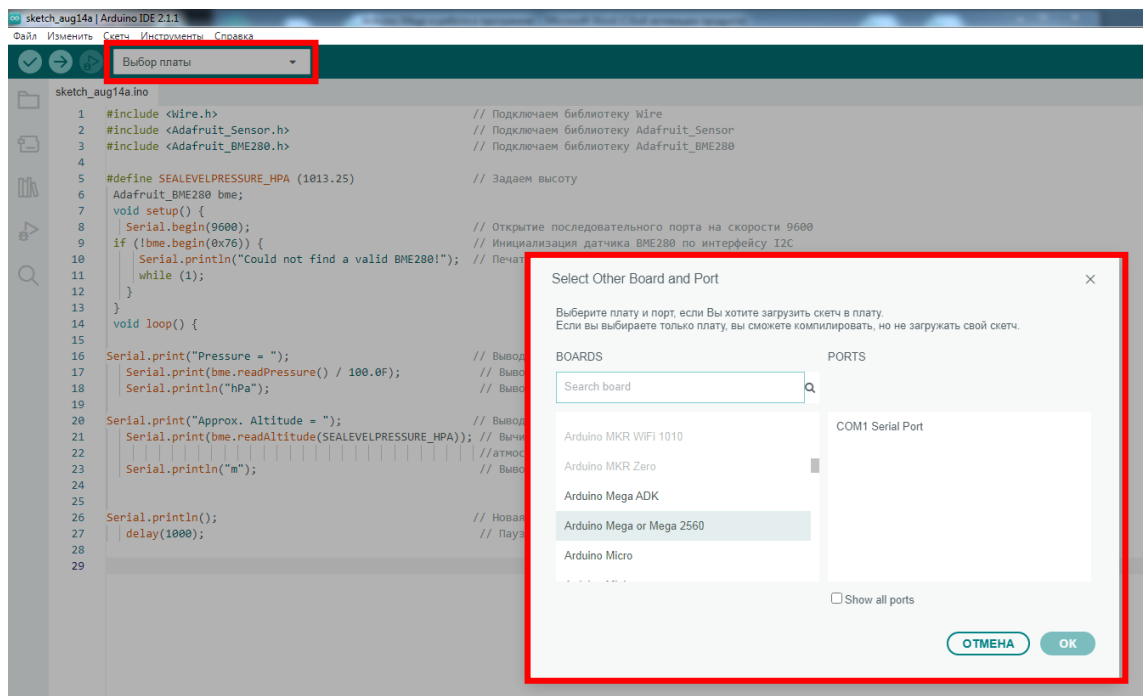 sketch_aug14a | Arduino IDE 2.1.1
Файл Изменить Скетч Инструменты Справка
Выбор платы
sketch_aug14a.ino
1 #include <Wire.h> // Подключаем библиотеку Wire
2 #include <Adafruit_Sensor.h> // Подключаем библиотеку Adafruit_Sensor
3 #include <Adafruit_BME280.h> // Подключаем библиотеку Adafruit_BME280
4
5 #define SEALEVELPRESSURE_HPA (1013.25) // Задаем высоту
6 Adafruit_BME280 bme;
7 void setup() {
8 Serial.begin(9600); // Открытие последовательного порта на скорости 9600
9 if (!bme.begin(0x76)) { // Инициализация датчика BME280 по интерфейсу I2C
10 Serial.println("Could not find a valid BME280!"); // Печат
11 while (1);
12 }
13 }
14 void loop() {
15
16 Serial.print("Pressure = "); // Вывод
17 Serial.print(bme.readPressure() / 100.0F); // Выво
18 Serial.println("hPa"); // Выво
19
20 Serial.print("Approx. Altitude = "); // Вывод
21 Serial.print(bme.readAltitude(SEALEVELPRESSURE_HPA)); // Вычи
22 //атмос
23 Serial.println("m"); // Выво
24
25
26 Serial.println(); // Новая
27 delay(1000); // Пауз
28
29
Select Other Board and Port
Выберите плату и порт, если Вы хотите загрузить скетч в плату.
Если вы выбираете только плату, вы сможете компилировать, но не загружать свой скетч.
BOARDS
PORTS
Search board
Arduino MKR WiFi 1010
Arduino MKR Zero
Arduino Mega ADK
Arduino Mega or Mega 2560
Arduino Micro
COM1 Serial Port
Show all ports
ОТМЕНА
OK